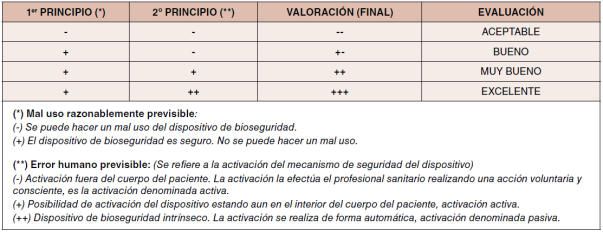 1er PRINCIPIO (*) 2º PRINCIPIO (**) VALORACIÓN (FINAL) EVALUACIÓN
- - -- ACEPTABLE
+ - +- BUENO
+ + ++ MUY BUENO
+ ++ +++ EXCELENTE
(*) Mal uso razonablemente previsible:
(-) Se puede hacer un mal uso del dispositivo de bioseguridad.
(+) El dispositivo de bioseguridad es seguro. No se puede hacer un mal uso.
(**) Error humano previsible: (Se refiere a la activación del mecanismo de seguridad del dispositivo)
(-) Activación fuera del cuerpo del paciente. La activación la efectúa el profesional sanitario realizando una acción voluntaria y
consciente, es la activación denominada activa.
(+) Posibilidad de activación del dispositivo estando aun en el interior del cuerpo del paciente, activación activa.
(++) Dispositivo de bioseguridad intrínseco. La activación se realiza de forma automática, activación denominada pasiva.